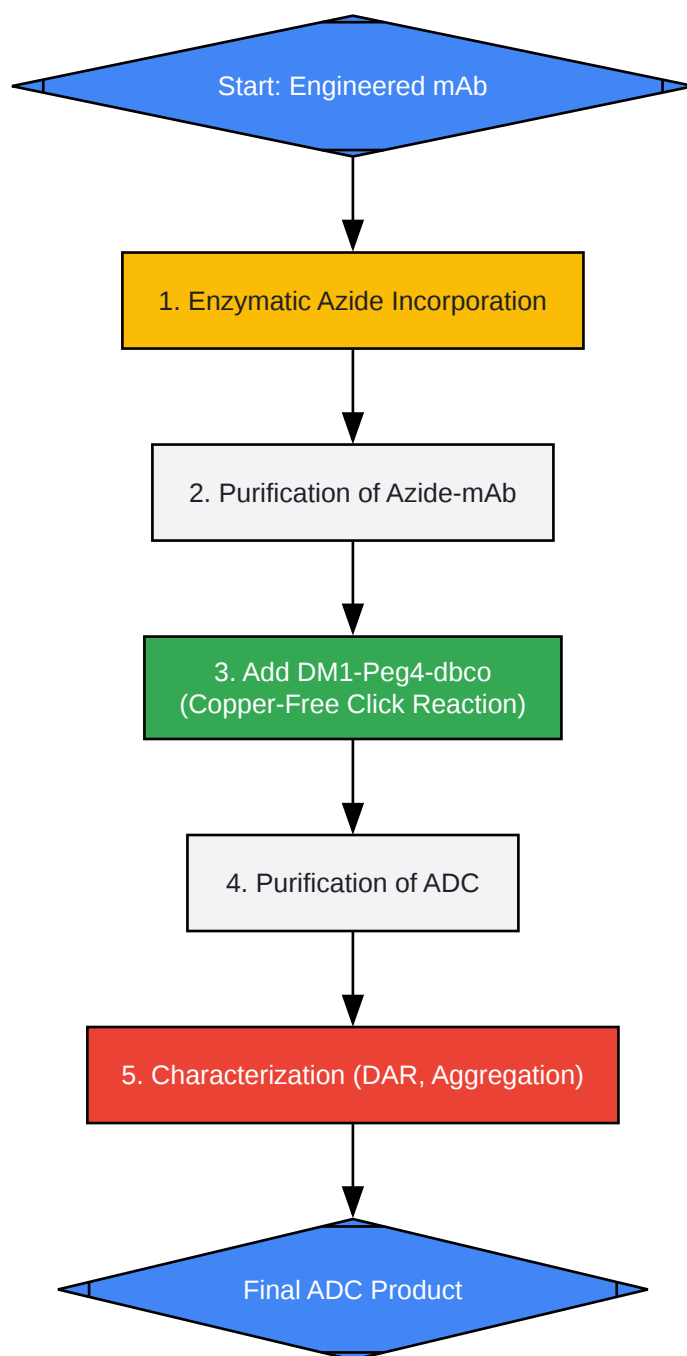 Start: Engineered mAb
1. Enzymatic Azide Incorporation
2. Purification of Azide-mAb
3. Add DM1-Peg4-dbco
(Copper-Free Click Reaction)
4. Purification of ADC
5. Characterization (DAR, Aggregation)
Final ADC Product